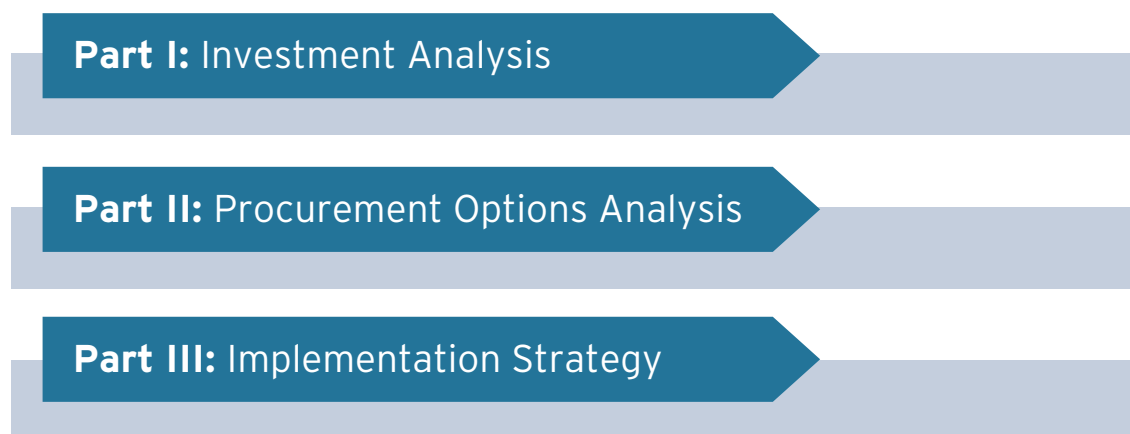 Part I: Investment Analysis
Part II: Procurement Options Analysis
Part III: Implementation Strategy